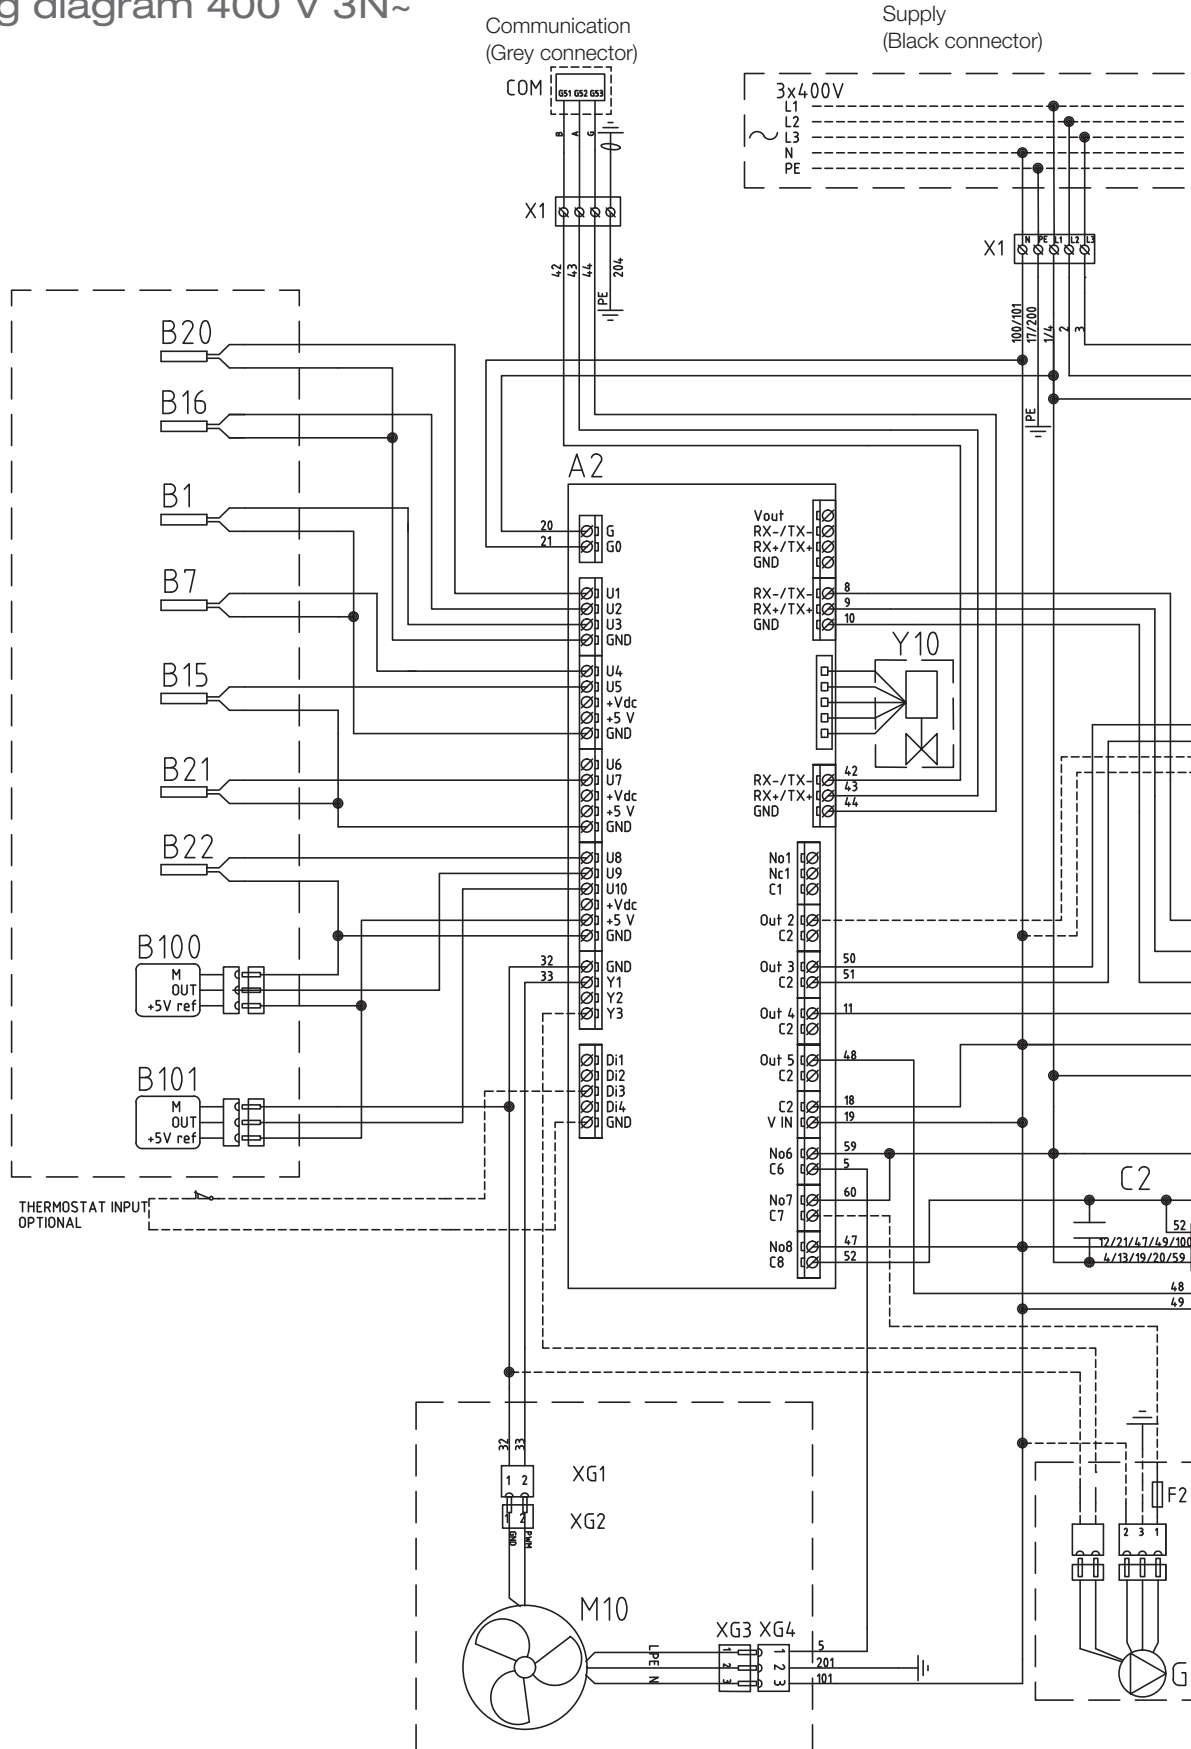 g diagram 400 V 3N~
Communication
(Grey connector)
Supply
(Black connector)
COM
G51 G52 G53
B A G
3x400V
L1
L2
L3
N
PE
X1
X1
N PE L1 L2 L3
42 43 44 204
PE
100/101 17/200 1/4 2 3
PE
B20
B16
B1
B7
B15
B21
B22
B100
M
OUT
+5V ref
B101
M
OUT
+5V ref
THERMOSTAT INPUT
OPTIONAL
A2
20 G
21 G0
U1
U2
U3
GND
U4
U5
+Vdc
+5 V
GND
U6
U7
+Vdc
+5 V
GND
U8
U9
U10
+Vdc
+5 V
GND
32 GND
33 Y1
Y2
Y3
Di1
Di2
Di3
Di4
GND
Vout
RX-/TX-
RX+/TX+
GND
RX-/TX- 8
RX+/TX+ 9
GND 10
Y10
RX-/TX- 42
RX+/TX+ 43
GND 44
No1
Nc1
C1
Out 2
C2
Out 3 50
C2 51
Out 4 11
C2
Out 5 48
C2
C2 18
V IN 19
No6 59
C6 5
No7 60
C7
No8 47
C8 52
C2
52
12/21/47/49/100
4/13/19/20/59
48
49
32 33
1 2
XG1
1 2
XG2
GND PWM
M10
L PE N
XG3 XG4
1 1 5
2 2 201
3 3 101
F2
2 3 1
G